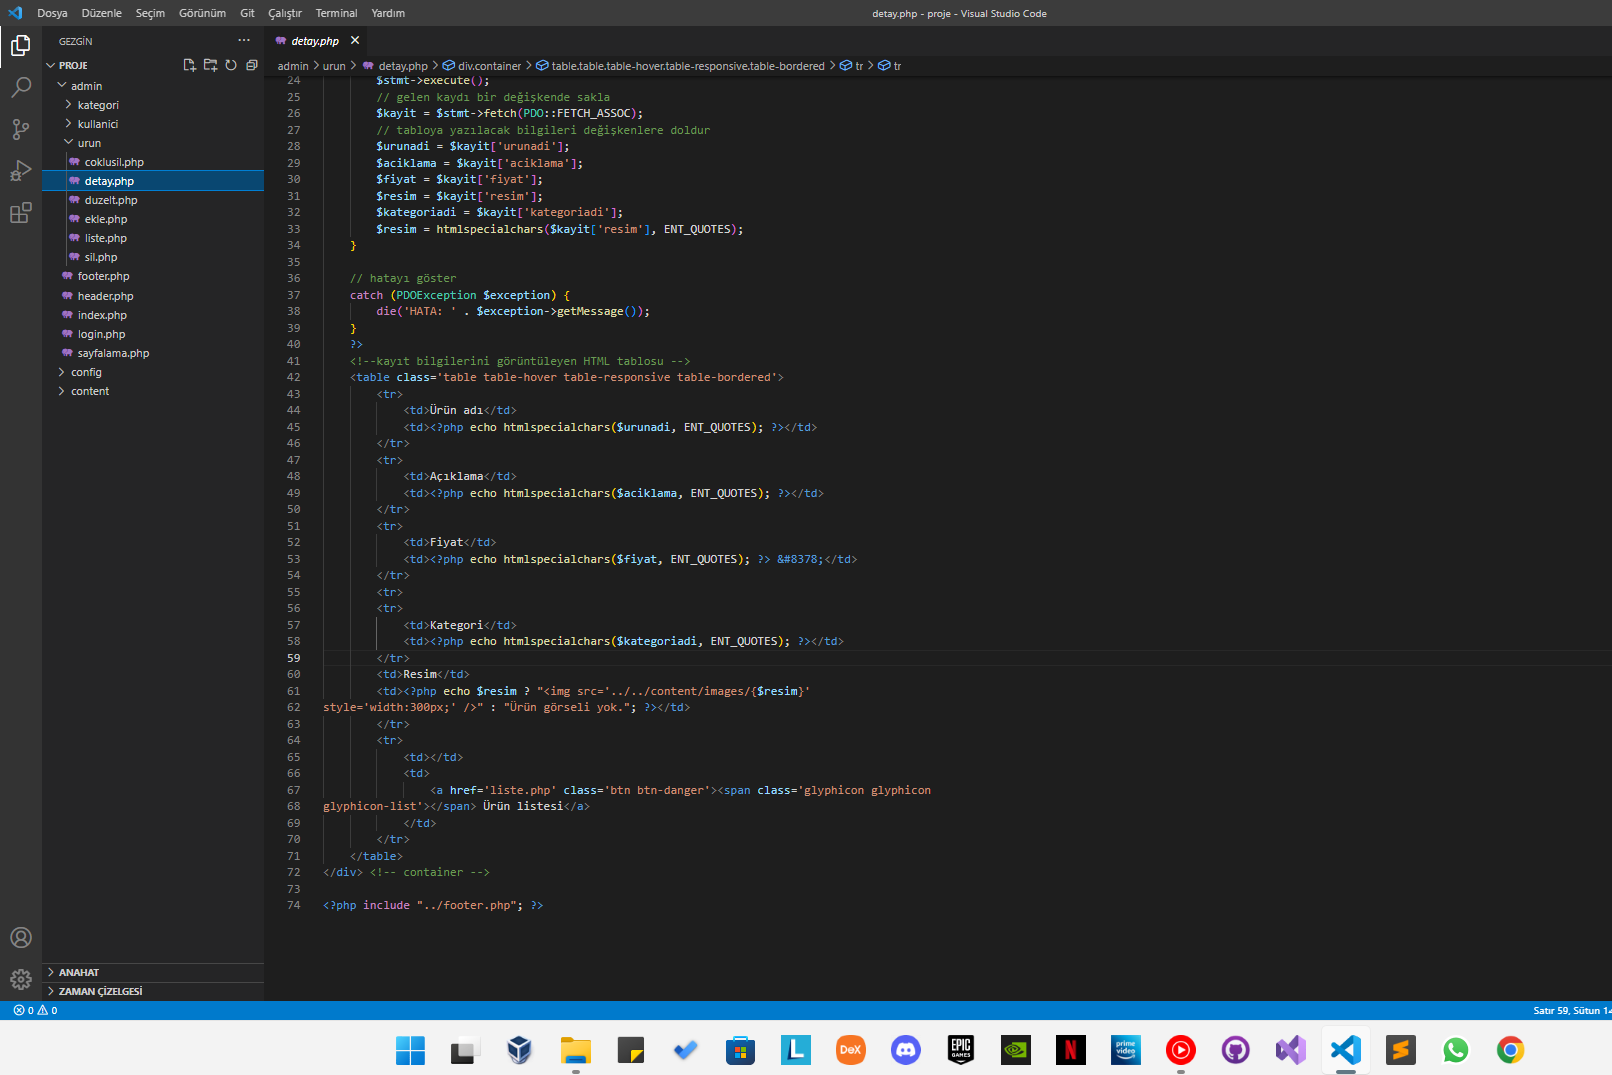 Dosya Düzenle Seçim Görünüm Git Çalıştır Terminal Yardım
detay.php - proje - Visual Studio Code
GEZGİN
PROJE
admin
kategori
kullanici
urun
coklusil.php
detay.php
duzelt.php
ekle.php
liste.php
sil.php
footer.php
header.php
index.php
login.php
sayfalama.php
config
content
ANAHAT
ZAMAN ÇİZELGESİ
detay.php
admin > urun > detay.php > div.container > table.table.table-hover.table-responsive.table-bordered > tr > tr
24 $stmt->execute();
25 // gelen kaydı bir değişkende sakla
26 $kayit = $stmt->fetch(PDO::FETCH_ASSOC);
27 // tabloya yazılacak bilgileri değişkenlere doldur
28 $urunadi = $kayit['urunadi'];
29 $aciklama = $kayit['aciklama'];
30 $fiyat = $kayit['fiyat'];
31 $resim = $kayit['resim'];
32 $kategoriadi = $kayit['kategoriadi'];
33 $resim = htmlspecialchars($kayit['resim'], ENT_QUOTES);
34 }
35
36 // hatayı göster
37 catch (PDOException $exception) {
38 die('HATA: ' . $exception->getMessage());
39 }
40 ?>
41 <!--kayıt bilgilerini görüntüleyen HTML tablosu -->
42 <table class='table table-hover table-responsive table-bordered'>
43 <tr>
44 <td>Ürün adı</td>
45 <td><?php echo htmlspecialchars($urunadi, ENT_QUOTES); ?></td>
46 </tr>
47 <tr>
48 <td>Açıklama</td>
49 <td><?php echo htmlspecialchars($aciklama, ENT_QUOTES); ?></td>
50 </tr>
51 <tr>
52 <td>Fiyat</td>
53 <td><?php echo htmlspecialchars($fiyat, ENT_QUOTES); ?> &#8378;</td>
54 </tr>
55 <tr>
56 <tr>
57 <td>Kategori</td>
58 <td><?php echo htmlspecialchars($kategoriadi, ENT_QUOTES); ?></td>
59 </tr>
60 <td>Resim</td>
61 <td><?php echo $resim ? "<img src='../../content/images/{$resim}'
62 style='width:300px;' />" : "Ürün görseli yok."; ?></td>
63 </tr>
64 <tr>
65 <td></td>
66 <td>
67 <a href='liste.php' class='btn btn-danger'><span class='glyphicon glyphicon
68 glyphicon-list'></span> Ürün listesi</a>
69 </td>
70 </tr>
71 </table>
72 </div> <!-- container -->
73
74 <?php include "../footer.php"; ?>
0 0
Satır 59, Sütun 14
L
DeX
EPIC GAMES
N
prime video
S